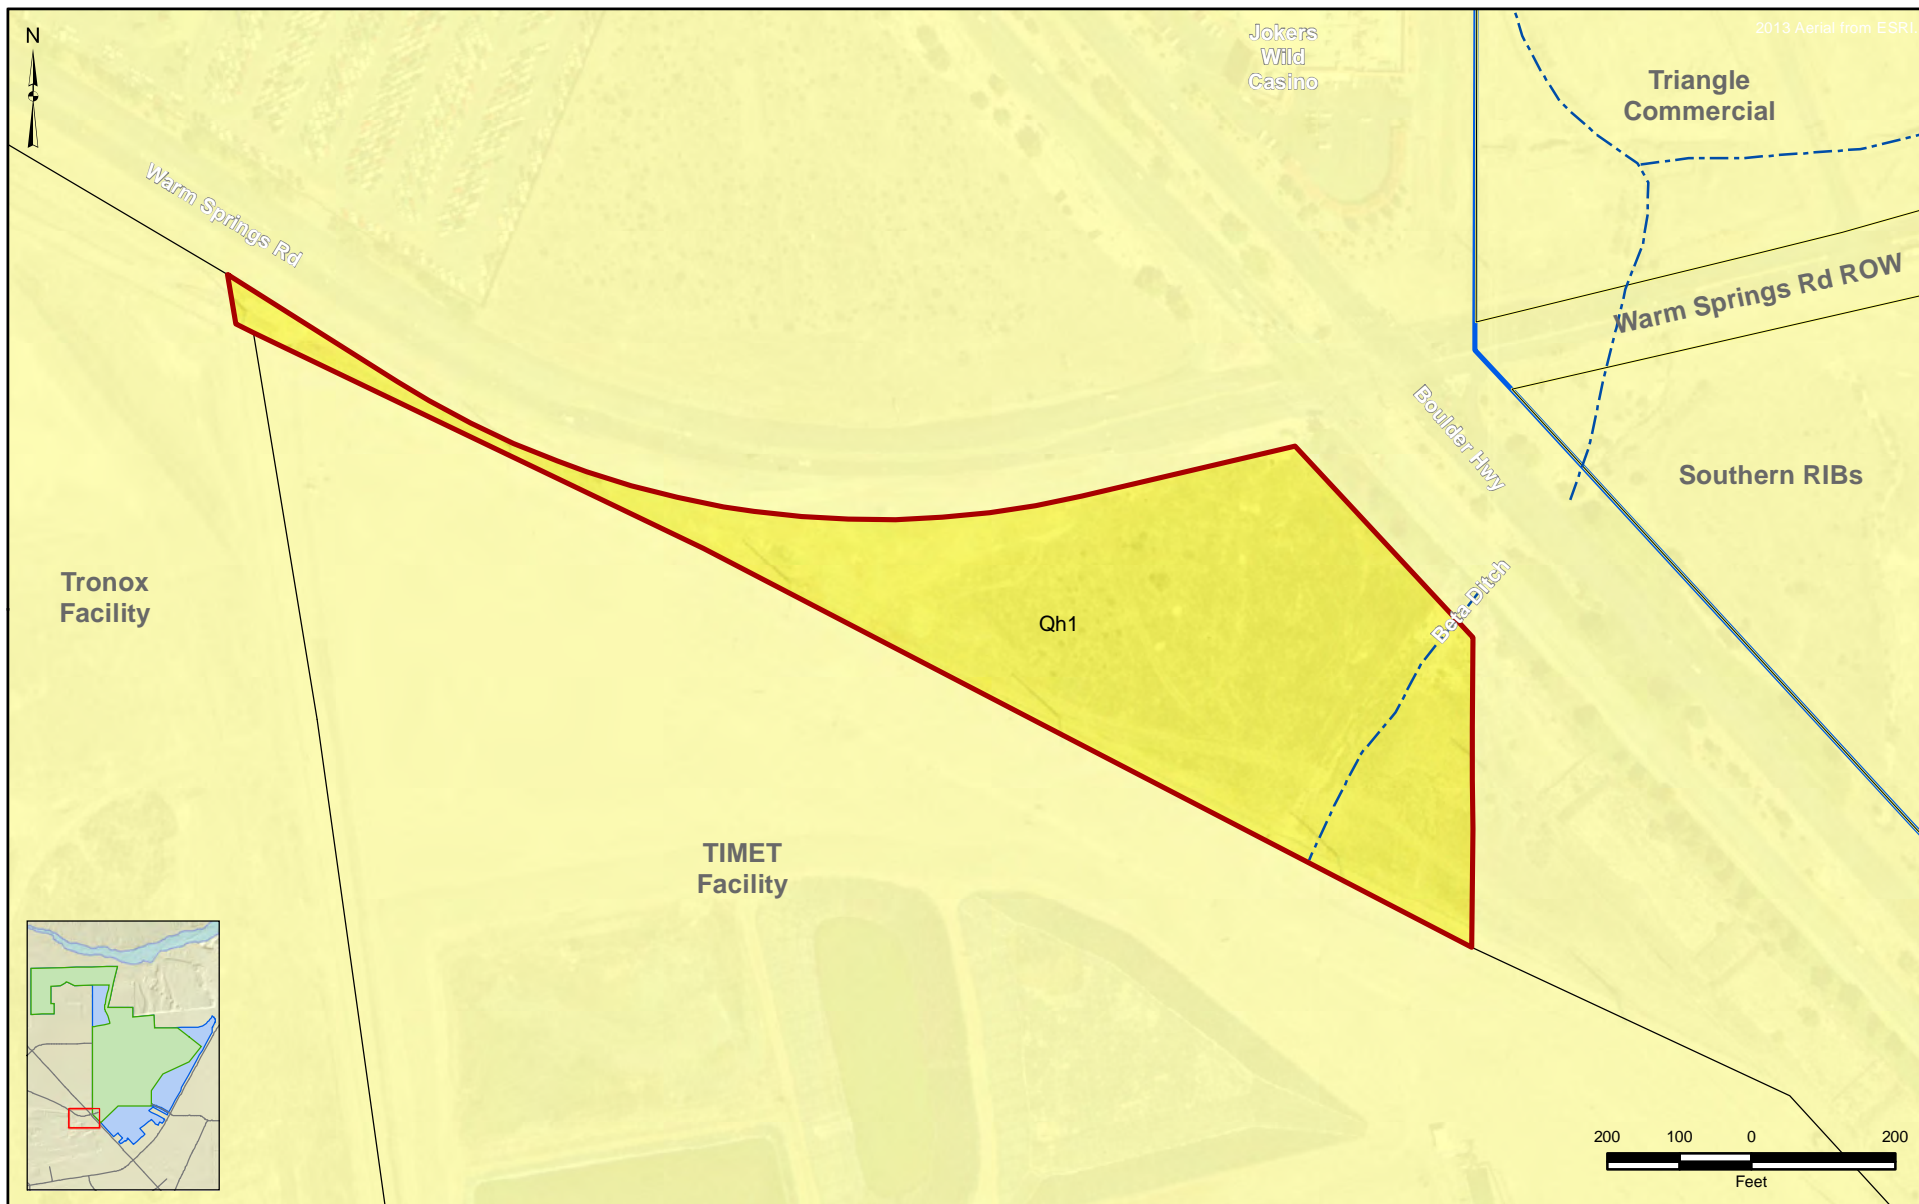 N
Jokers
Wild
Casino
2013 Aerial from ESRI.
Triangle
Commercial
Warm Springs Rd
Warm Springs Rd ROW
Boulder Hwy
Southern RIBs
Tronox
Facility
Beta Ditch
Qh1
TIMET
Facility
200 100 0 200
Feet